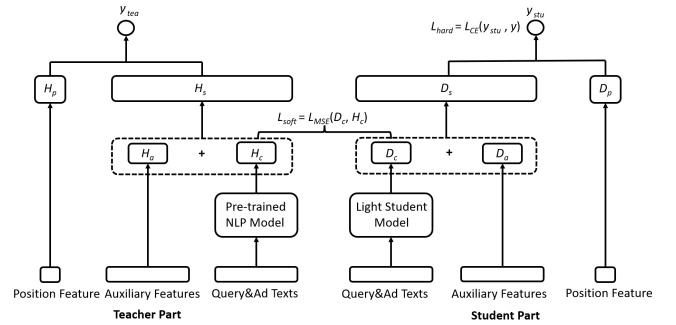 y_tea
y_stu
L_hard = L_CE(y_stu , y)
H_p
H_s
D_s
D_p
L_soft = L_MSE(D_c, H_c)
H_a + H_c
D_c + D_a
Pre-trained
NLP Model
Light Student
Model
Position Feature Auxiliary Features Query&Ad Texts Query&Ad Texts Auxiliary Features Position Feature
Teacher Part
Student Part